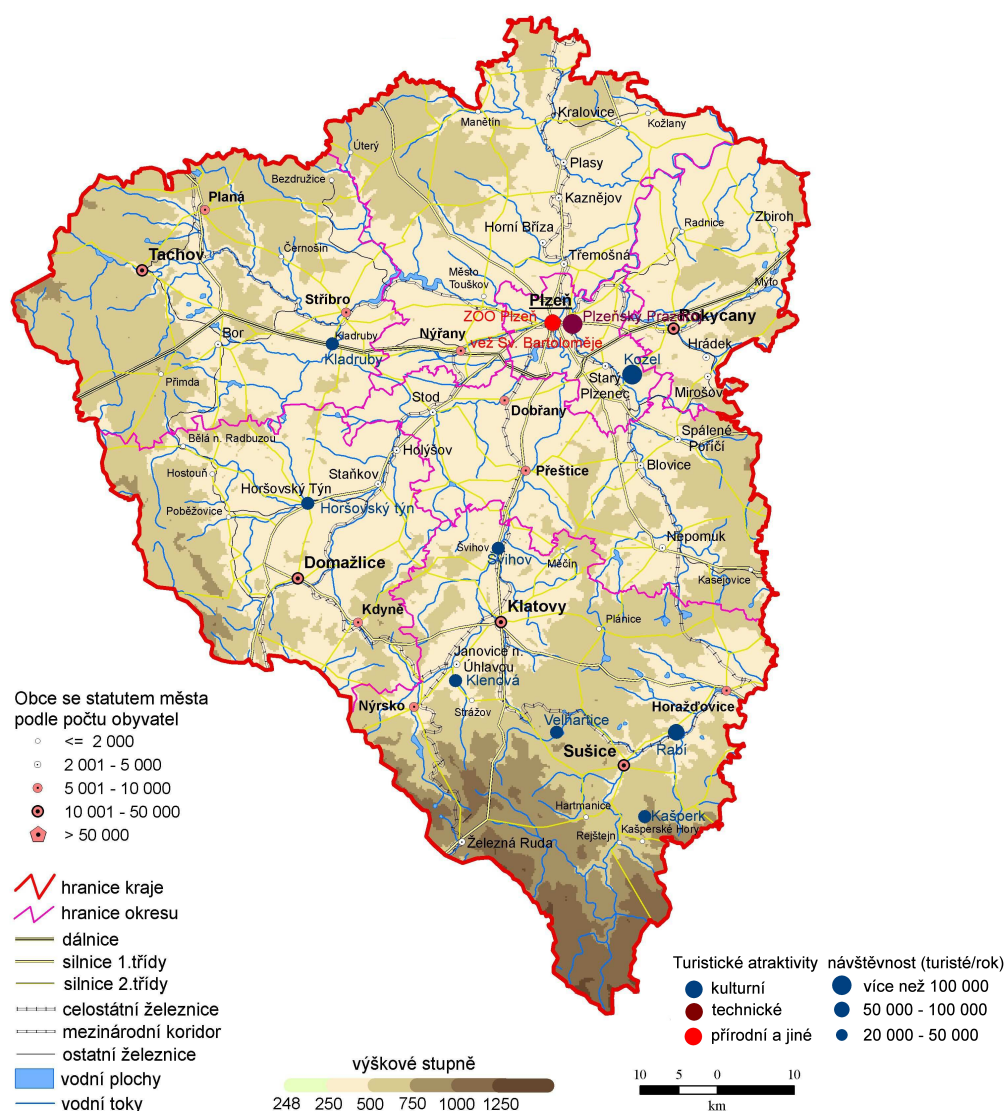 Kralovice
Kožlany
Manětín
Úterý
Plasy
Bezdružice
Kaznějov
Planá
Radnice
Zbiroh
Horní Bříza
Tachov
Černošín
Třemošná
Město
Touškov
Mýto
Stříbro
Plzeň
ZOO Plzeň
Plzeňský Prazdroj
Rokycany
Bor
Kladruby
Kladruby
Nýřany
věž Sv. Bartoloměje
Hrádek
Kozel
Přimda
Starý
Plzenec
Mirošov
Stod
Dobřany
Bělá n. Radbuzou
Spálené
Poříčí
Holýšov
Hostouň
Staňkov
Přeštice
Blovice
Horšovský Týn
Horšovský týn
Poběžovice
Nepomuk
Švihov
Švihov
Měčín
Domažlice
Kasejovice
Kdyně
Klatovy
Plánice
Janovice n.
Úhlavou
Klenová
Nýrsko
Strážov
Horažďovice
Velhartice
Rabí
Sušice
Hartmanice
Kašperk
Rejštejn
Kašperské Hory
Železná Ruda
Obce se statutem města
podle počtu obyvatel
<= 2 000
2 001 - 5 000
5 001 - 10 000
10 001 - 50 000
> 50 000
hranice kraje
hranice okresu
dálnice
silnice 1.třídy
silnice 2.třídy
celostátní železnice
mezinárodní koridor
ostatní železnice
vodní plochy
vodní toky
výškové stupně
248 250 500 750 1000 1250
Turistické atraktivity
kulturní
technické
přírodní a jiné
návštěvnost (turisté/rok)
více než 100 000
50 000 - 100 000
20 000 - 50 000
10 5 0 10
km